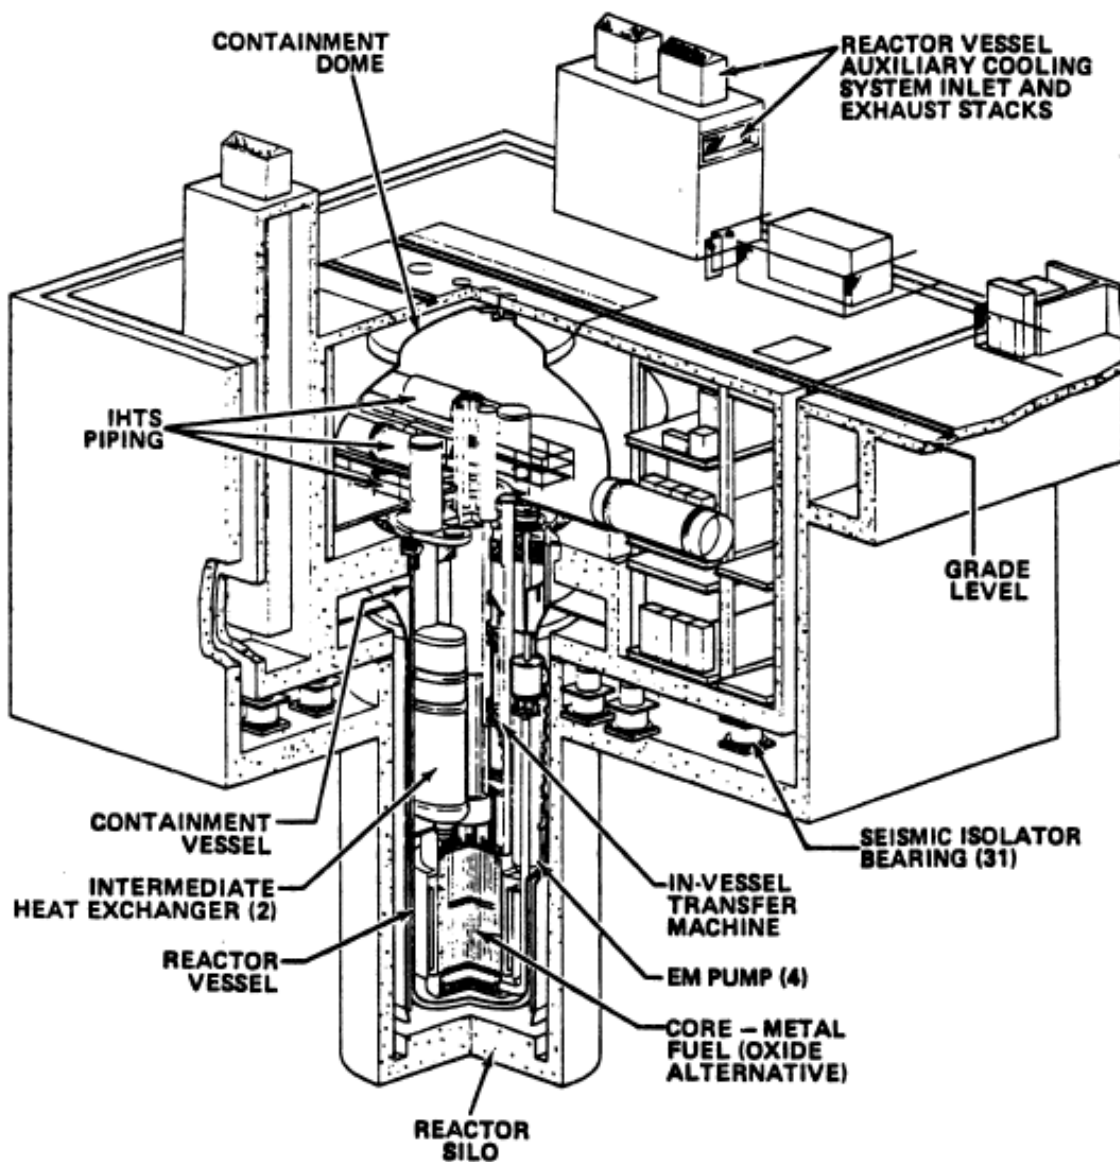 CONTAINMENT
DOME
REACTOR VESSEL
AUXILIARY COOLING
SYSTEM INLET AND
EXHAUST STACKS
IHTS
PIPING
GRADE
LEVEL
CONTAINMENT
VESSEL
INTERMEDIATE
HEAT EXCHANGER (2)
REACTOR
VESSEL
SEISMIC ISOLATOR
BEARING (31)
IN-VESSEL
TRANSFER
MACHINE
EM PUMP (4)
CORE – METAL
FUEL (OXIDE
ALTERNATIVE)
REACTOR
SILO